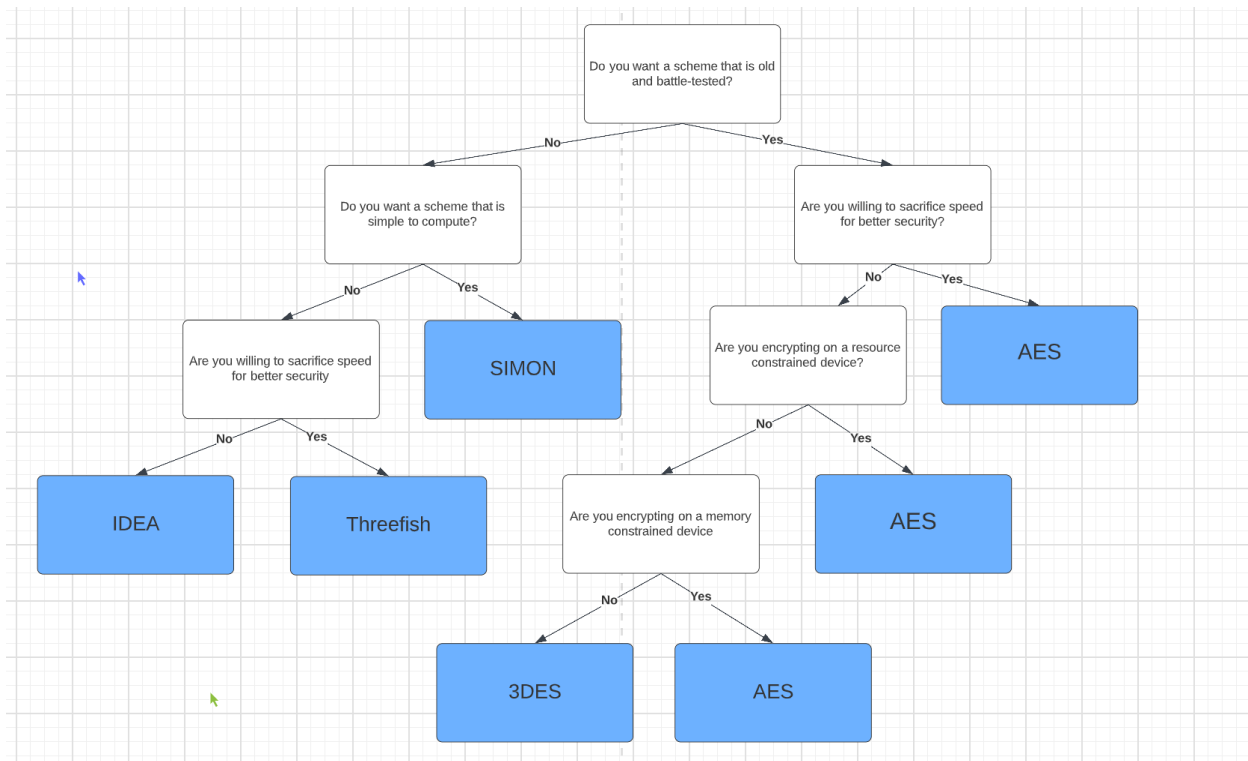 Do you want a scheme that is old
and battle-tested?
No
Yes
Do you want a scheme that is
simple to compute?
Are you willing to sacrifice speed
for better security?
No
Yes
No
Yes
Are you willing to sacrifice speed
for better security
SIMON
Are you encrypting on a resource
constrained device?
AES
No
Yes
No
Yes
IDEA
Threefish
Are you encrypting on a memory
constrained device
AES
No
Yes
3DES
AES